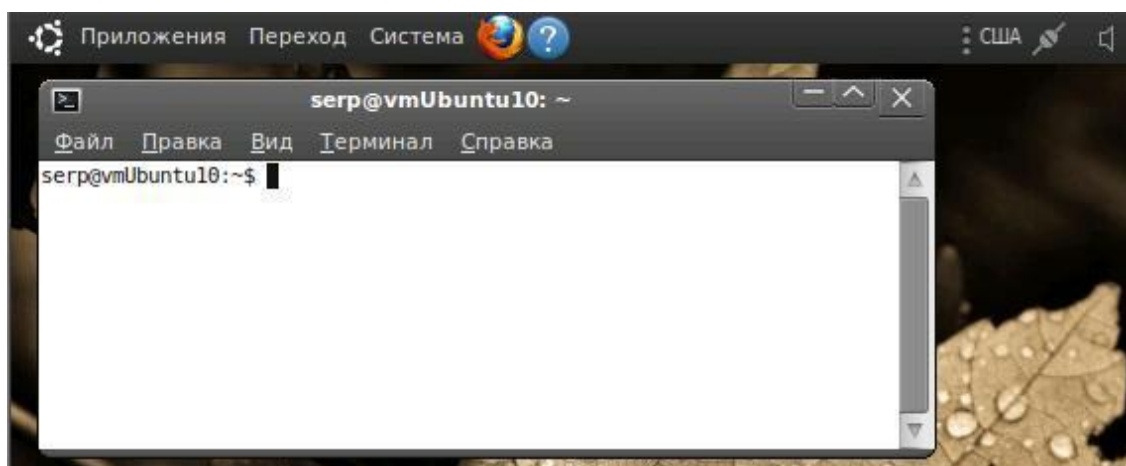 Приложения Переход Система ? США
serp@vmUbuntu10: ~
Файл Правка Вид Терминал Справка
serp@vmUbuntu10:~$